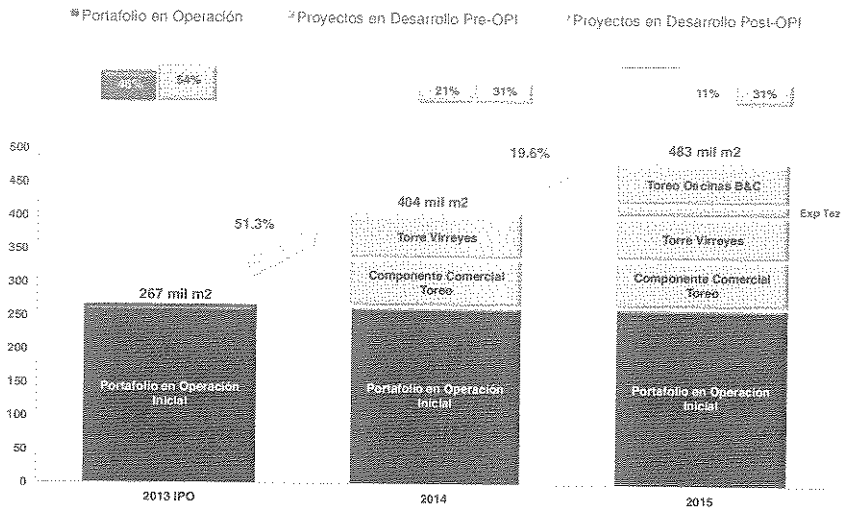 Portafolio en Operación
Proyectos en Desarrollo Pre-OPI
Proyectos en Desarrollo Post-OPI
46% 54%
21% 31%
11% 31%
500
450
400
350
300
250
200
150
100
50
0
267 mil m2
51.3%
404 mil m2
19.6%
483 mil m2
Portafolio en Operación
Inicial
Torre Virreyes
Componente Comercial
Toreo
Portafolio en Operación
Inicial
Toreo Oficinas B&C
Exp Tez
Torre Virreyes
Componente Comercial
Toreo
Portafolio en Operación
Inicial
2013 IPO
2014
2015